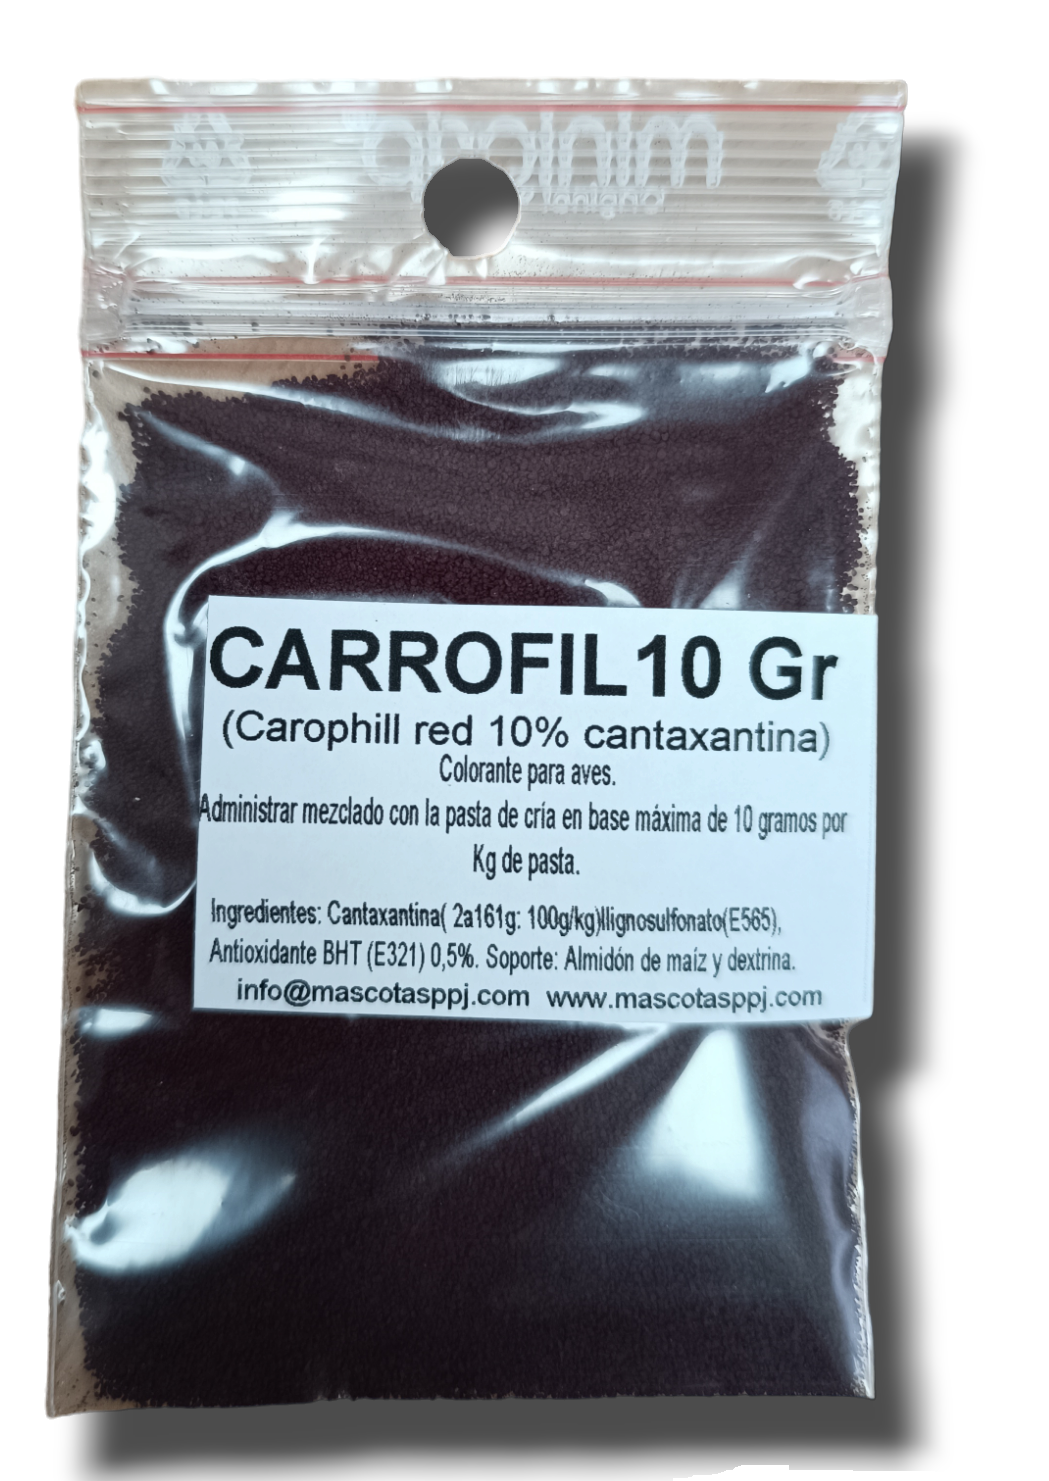 CARROFIL10 Gr
(Carophill red 10% cantaxantina)
Colorante para aves.
Administrar mezclado con la pasta de cría en base máxima de 10 gramos por
Kg de pasta.
Ingredientes: Cantaxantina( 2a161g: 100g/kg)llignosulfonato(E565),
Antioxidante BHT (E321) 0,5%. Soporte: Almidón de maíz y dextrina.
info@mascotasppj.com www.mascotasppj.com